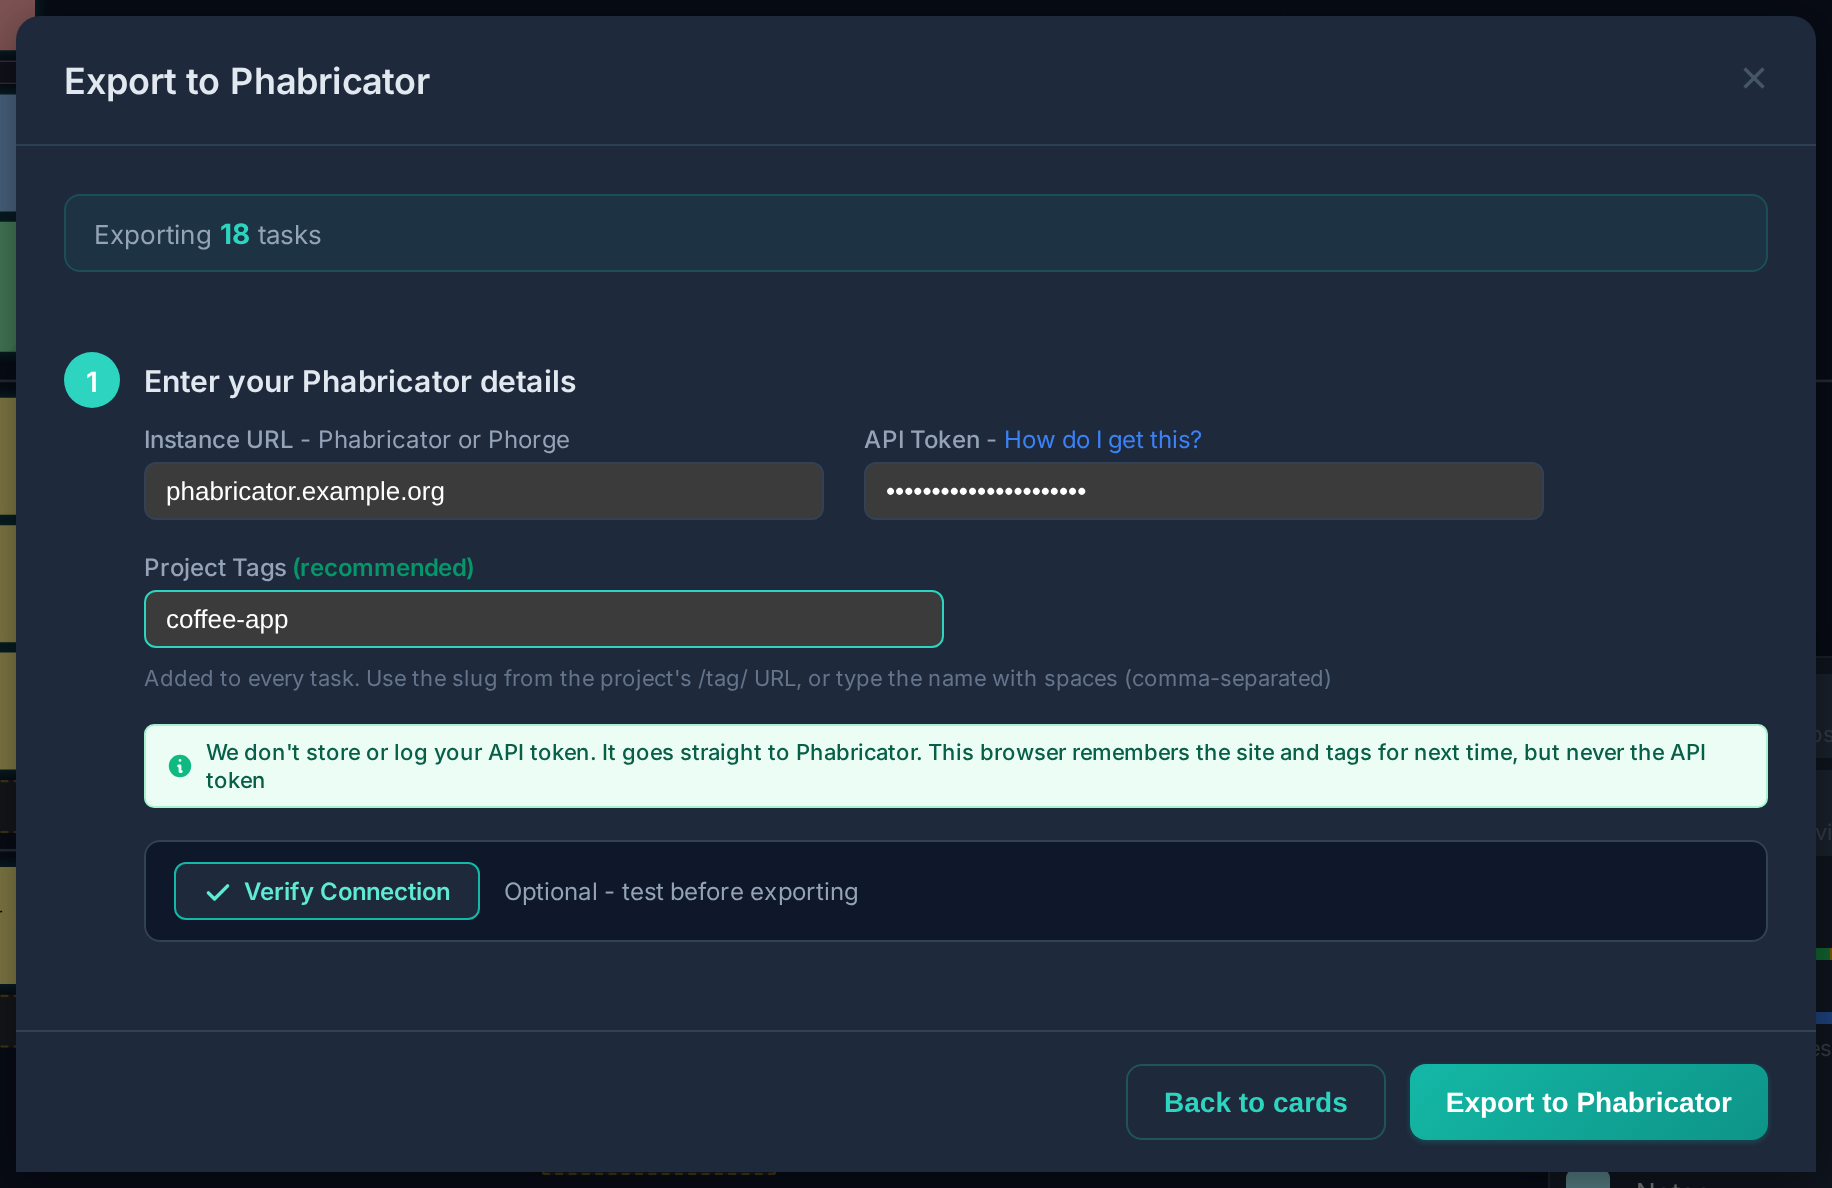 Export to Phabricator
Exporting 18 tasks
1
Enter your Phabricator details
Instance URL - Phabricator or Phorge
API Token - How do I get this?
phabricator.example.org
••••••••••••••••••••••
Project Tags (recommended)
coffee-app
Added to every task. Use the slug from the project's /tag/ URL, or type the name with spaces (comma-separated)
We don't store or log your API token. It goes straight to Phabricator. This browser remembers the site and tags for next time, but never the API
token
Verify Connection
Optional - test before exporting
Back to cards
Export to Phabricator